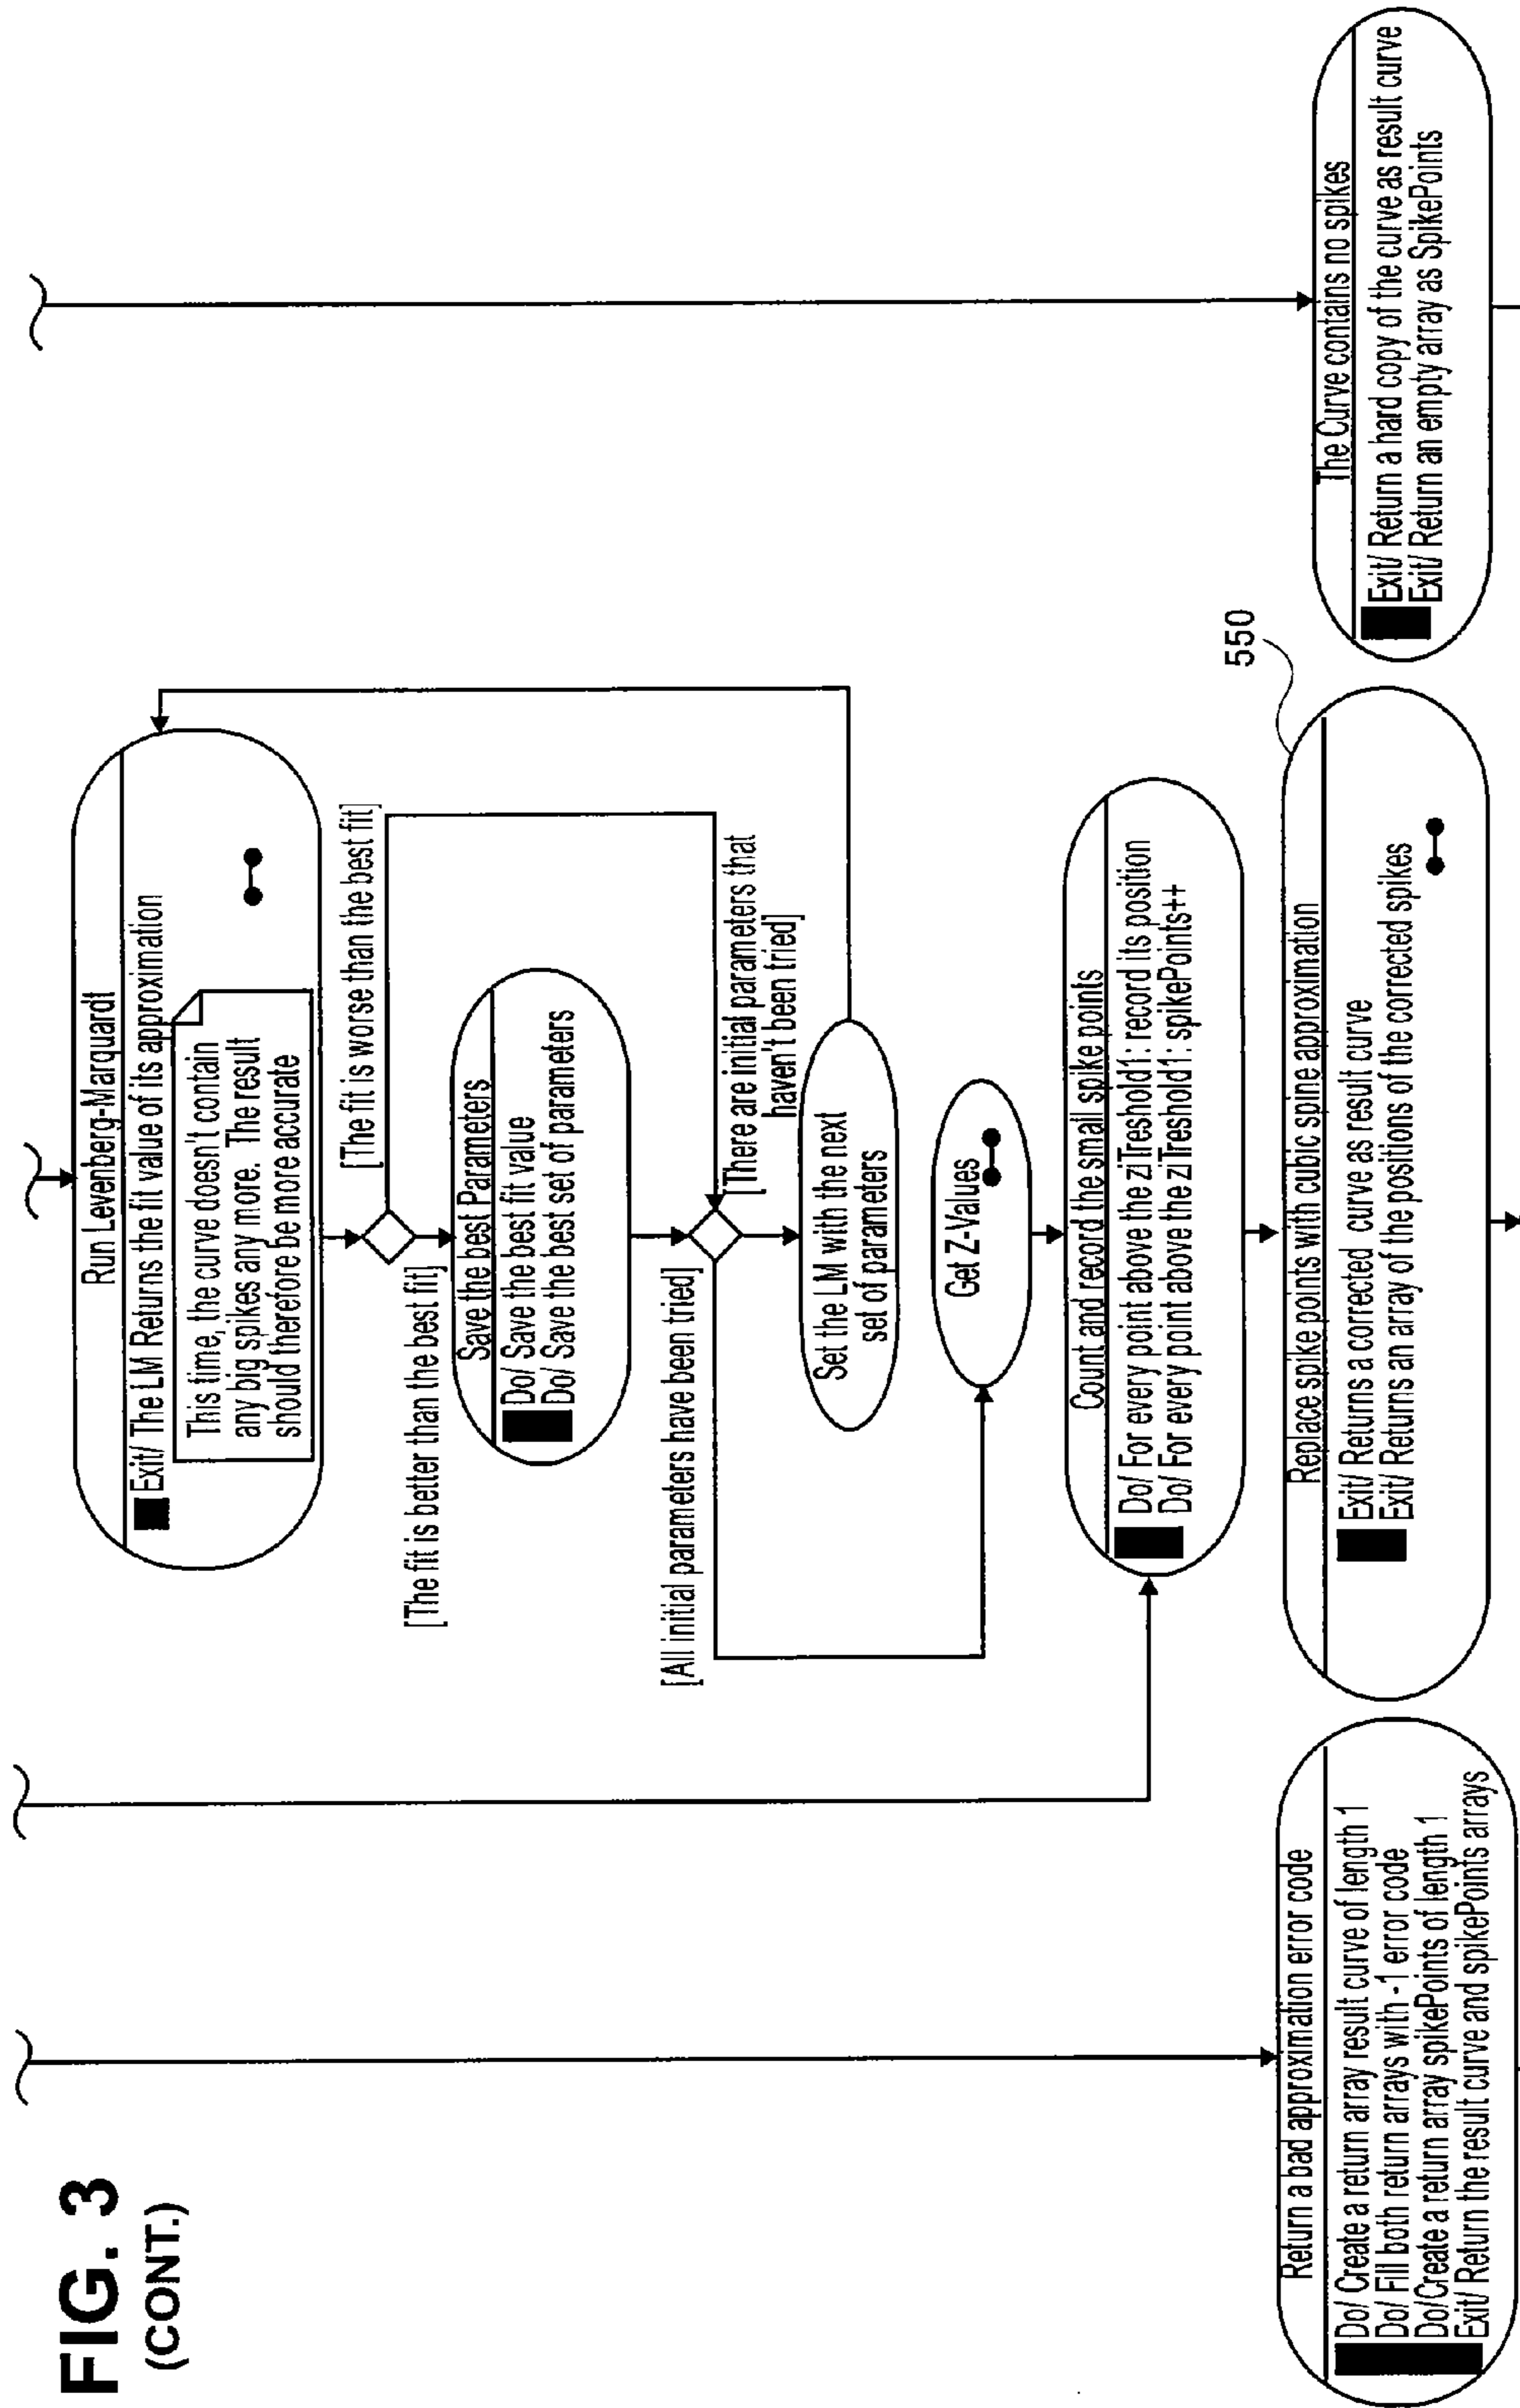 FIG. 3
(CONT.)
Run Levenberg-Marquardt
Exit/ The LM Returns the fit value of its approximation
This time, the curve doesn't contain
any big spikes any more. The result
should therefore be more accurate
[The fit is worse than the best fit]
[The fit is better than the best fit]
Save the best Parameters
Do/ Save the best fit value
Do/ Save the best set of parameters
[There are initial parameters that
haven't been tried]
[All initial parameters have been tried]
Set the LM with the next
set of parameters
Get Z-Values
Count and record the small spike points
Do/ For every point above the ziTreshold1: record its position
Do/ For every point above the ziTreshold1: spikePoints++
550
Return a bad approximation error code
Do/ Create a return array result curve of length 1
Do/ Fill both return arrays with -1 error code
Do/Create a return array spikePoints of length 1
Exit/ Return the result curve and spikePoints arrays
Replace spike points with cubic spine approximation
Exit/ Returns a corrected curve as result curve
Exit/ Returns an array of the positions of the corrected spikes
The Curve contains no spikes
Exit/ Return a hard copy of the curve as result curve
Exit/ Return an empty array as SpikePoints